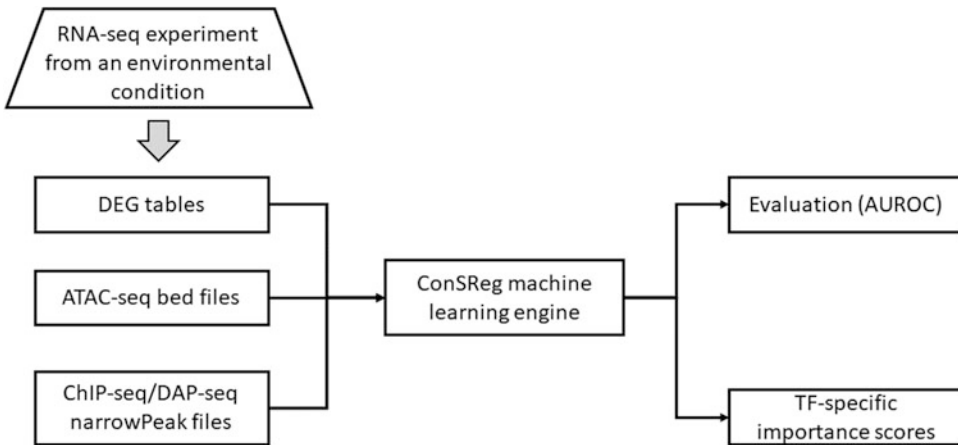 RNA-seq experiment
from an environmental
condition
DEG tables
ATAC-seq bed files
ChIP-seq/DAP-seq
narrowPeak files
ConSReg machine
learning engine
Evaluation (AUROC)
TF-specific
importance scores